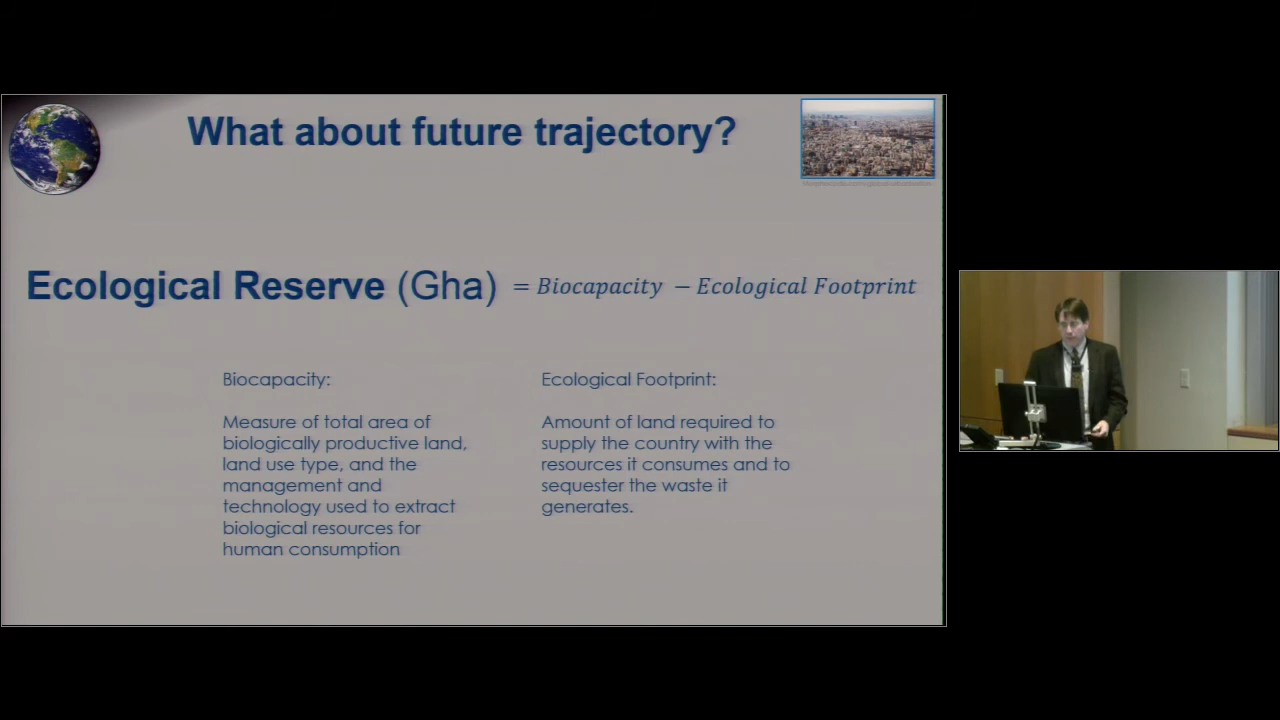 What about future trajectory?
Ecological Reserve (Gha) = Biocapacity − Ecological Footprint
Biocapacity:
Measure of total area of
biologically productive land,
land use type, and the
management and
technology used to extract
biological resources for
human consumption
Ecological Footprint:
Amount of land required to
supply the country with the
resources it consumes and to
sequester the waste it
generates.